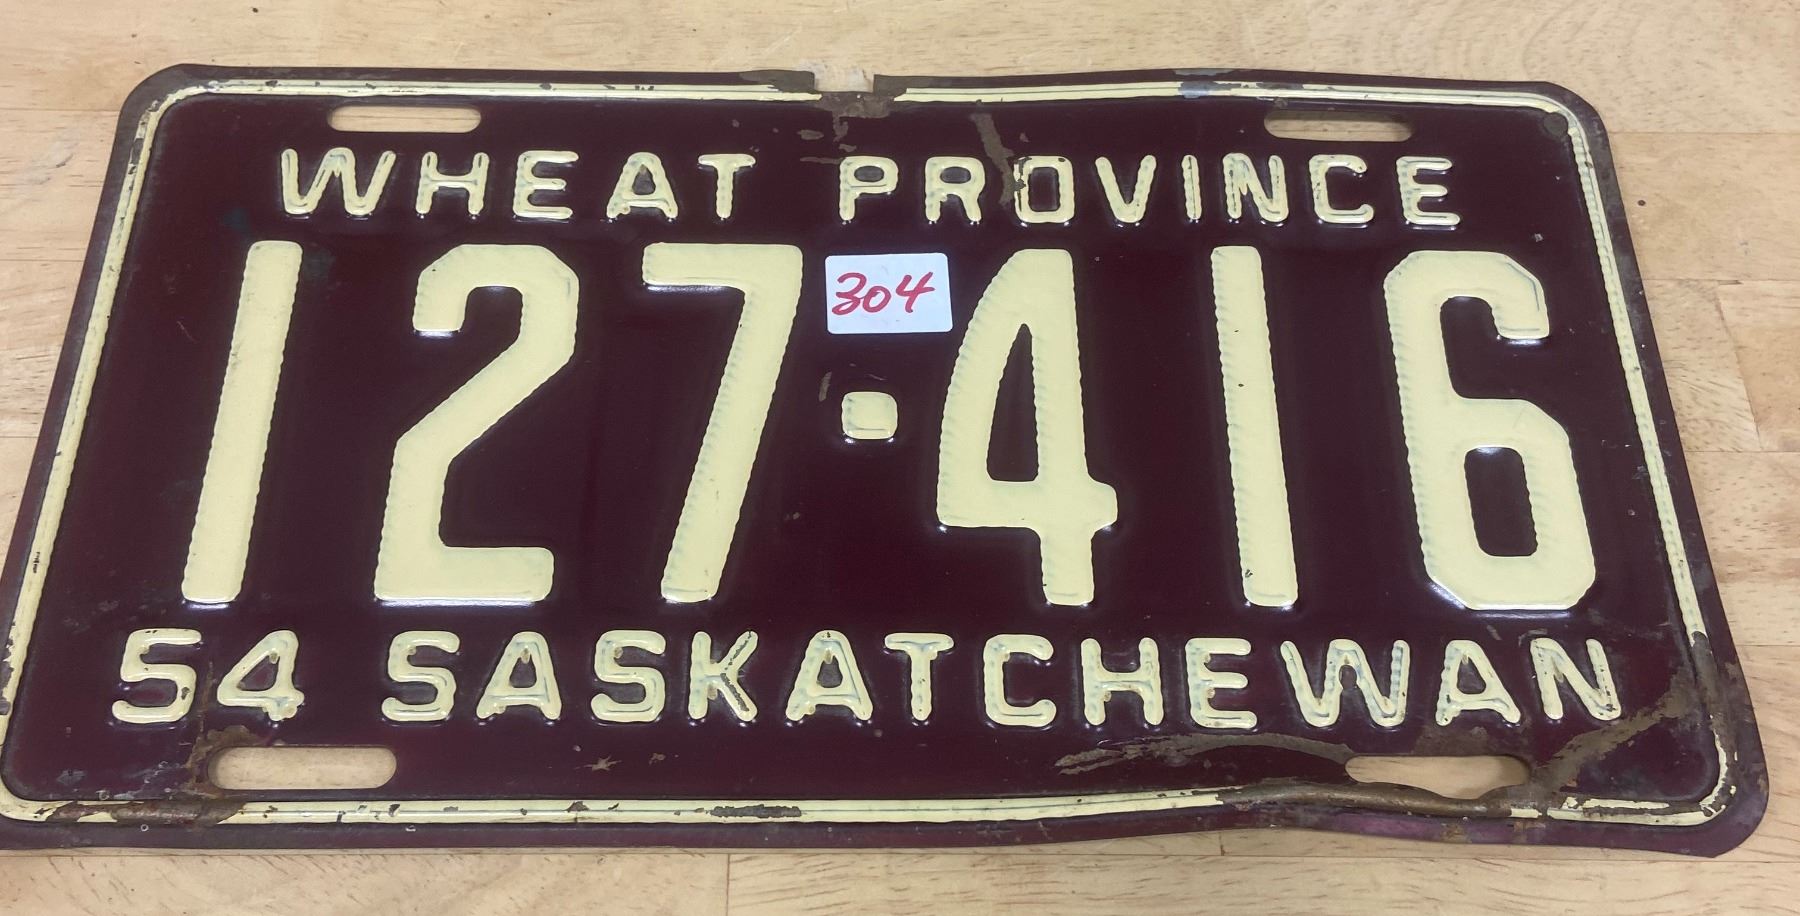 WHEAT PROVINCE
127·416
304
54 SASKATCHEWAN